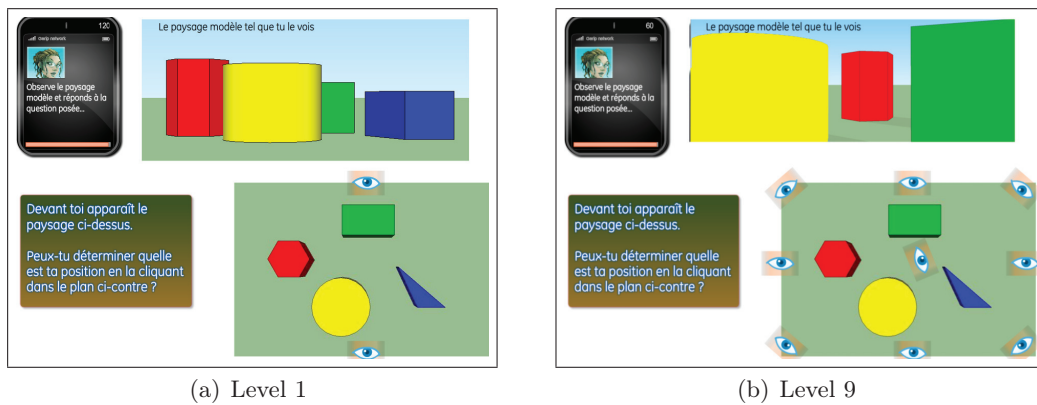 120
Le paysage modèle tel que tu le vois
Observe le paysage
modèle et réponds à la
question posée...
Devant toi apparaît le
paysage ci-dessus.
Peux-tu déterminer quelle
est ta position en la cliquant
dans le plan ci-contre ?
(a) Level 1
60
Le paysage modèle tel que tu le vois
Observe le paysage
modèle et réponds à la
question posée...
Devant toi apparaît le
paysage ci-dessus.
Peux-tu déterminer quelle
est ta position en la cliquant
dans le plan ci-contre ?
(b) Level 9